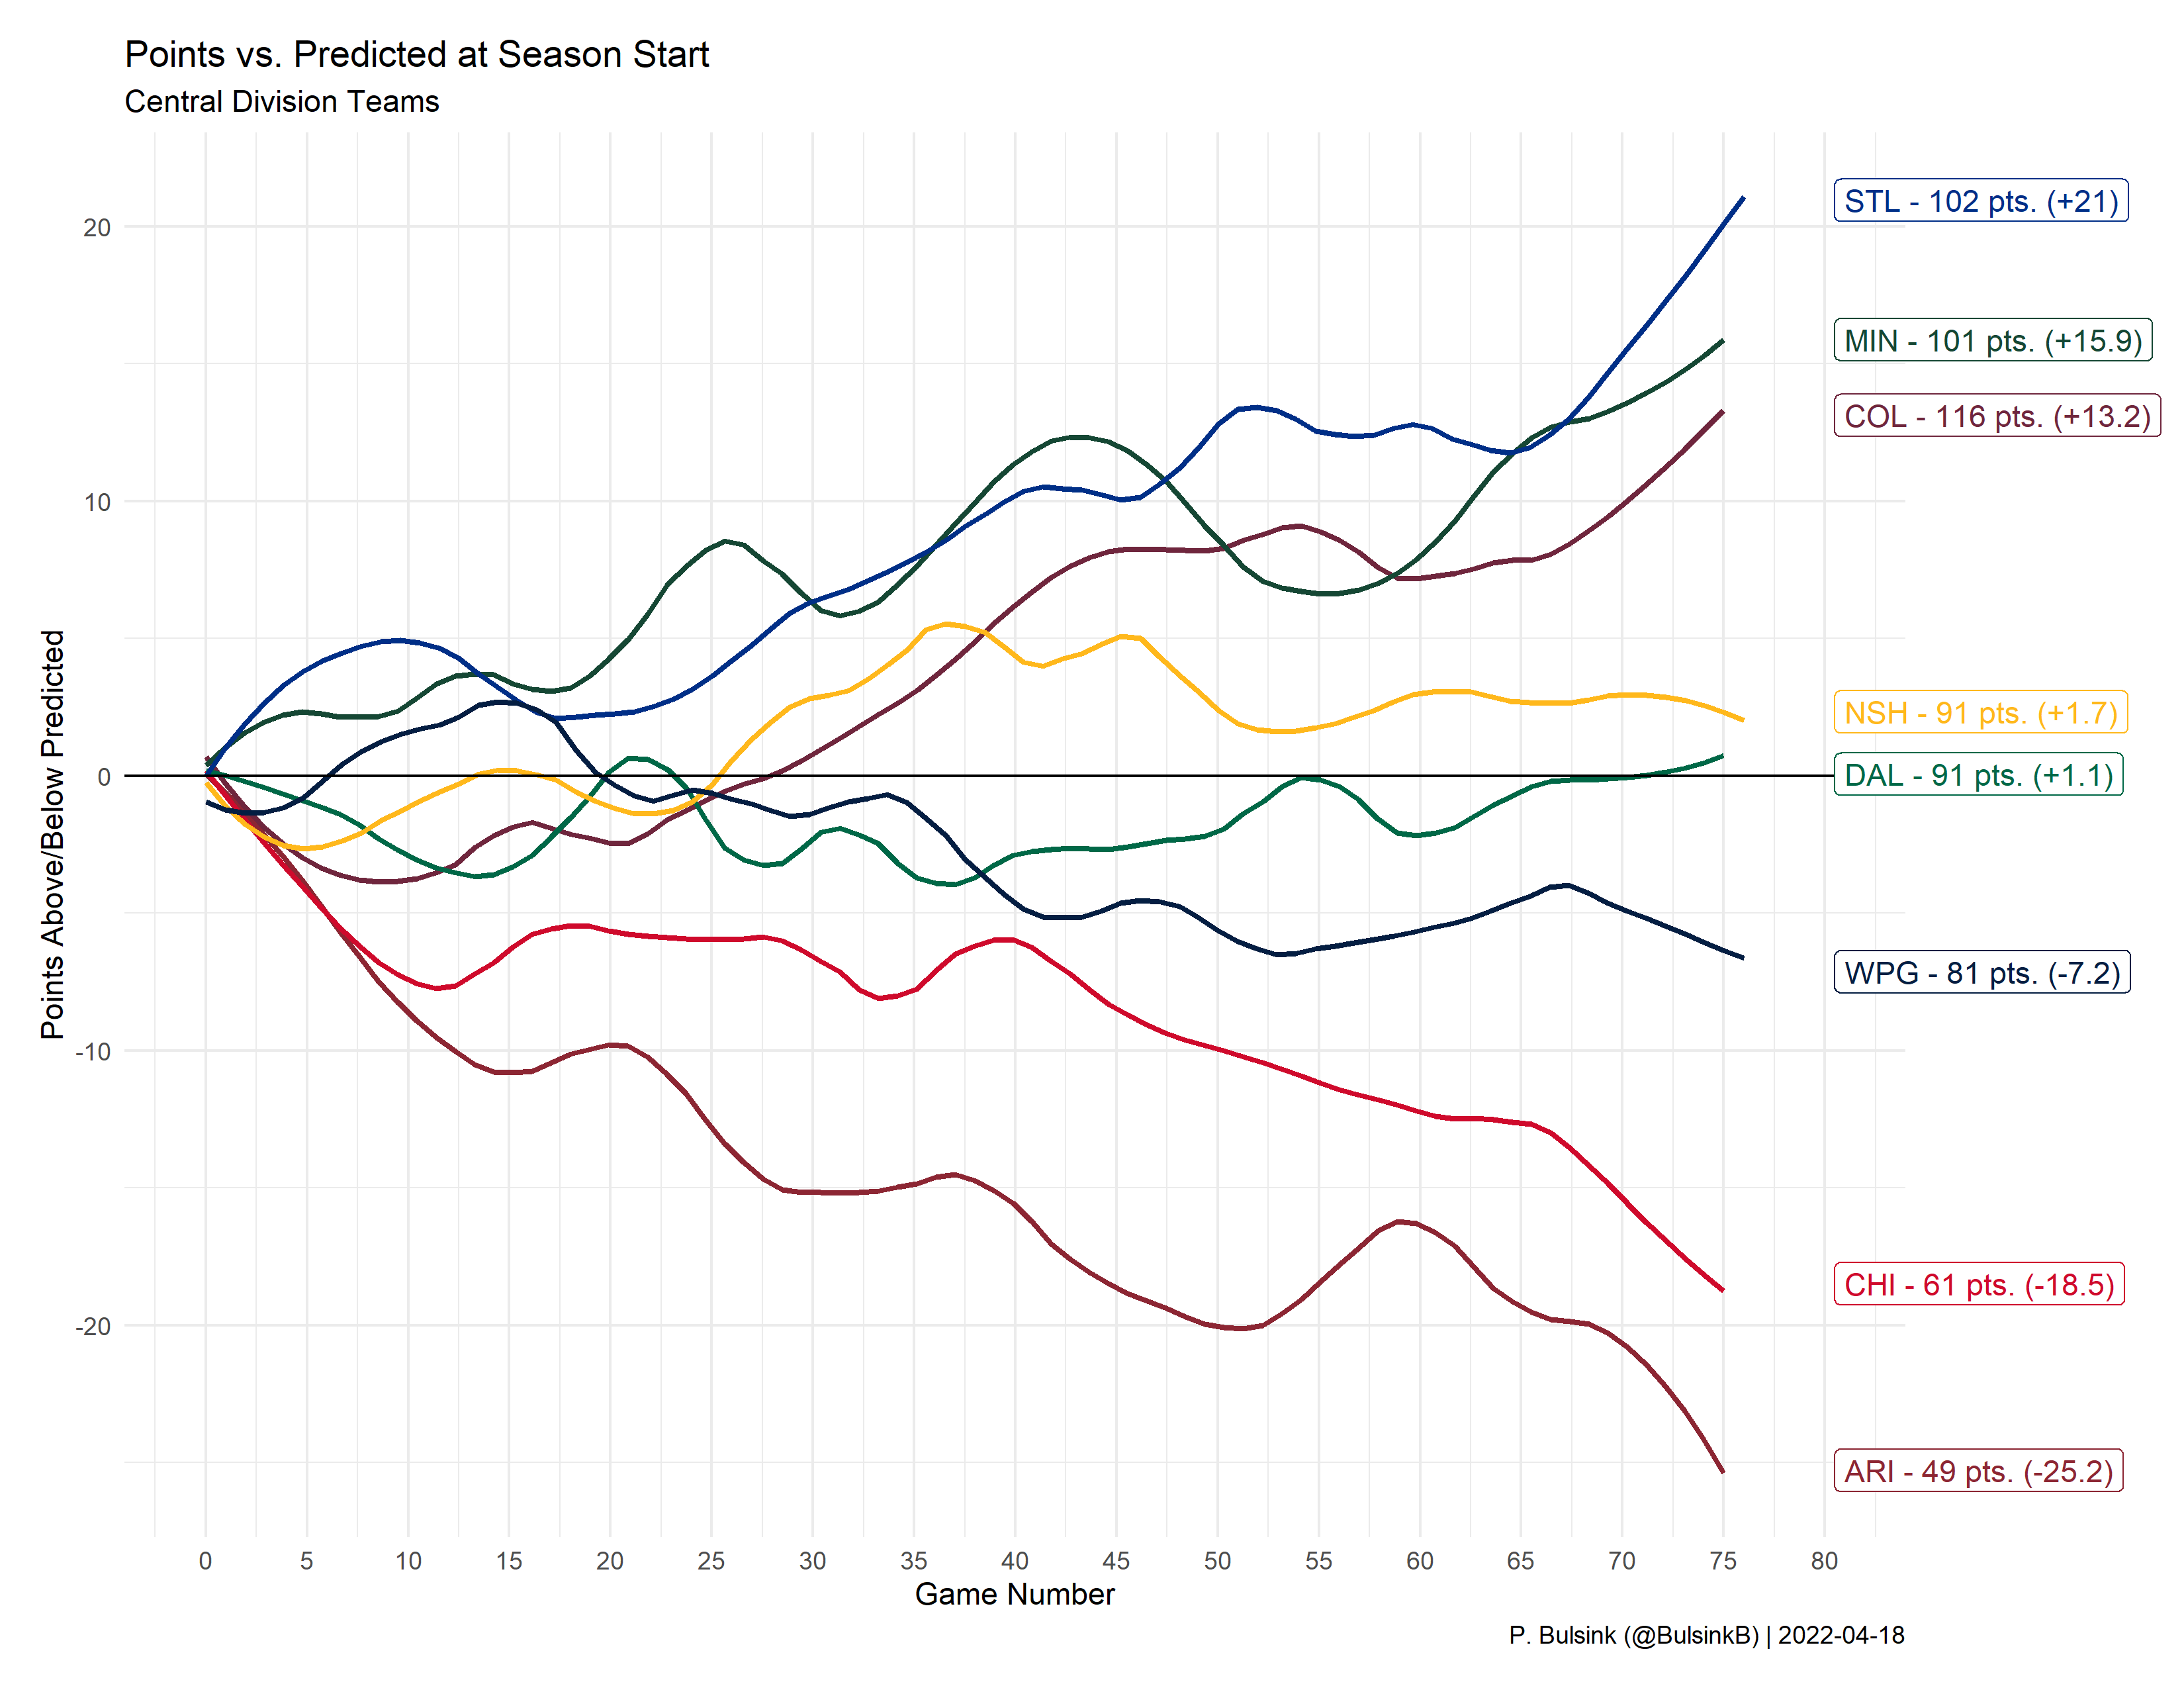 Points vs. Predicted at Season Start
Central Division Teams
Points Above/Below Predicted
20
10
0
-10
-20
STL - 102 pts. (+21)
MIN - 101 pts. (+15.9)
COL - 116 pts. (+13.2)
NSH - 91 pts. (+1.7)
DAL - 91 pts. (+1.1)
WPG - 81 pts. (-7.2)
CHI - 61 pts. (-18.5)
ARI - 49 pts. (-25.2)
0 5 10 15 20 25 30 35 40 45 50 55 60 65 70 75 80
Game Number
P. Bulsink (@BulsinkB) | 2022-04-18